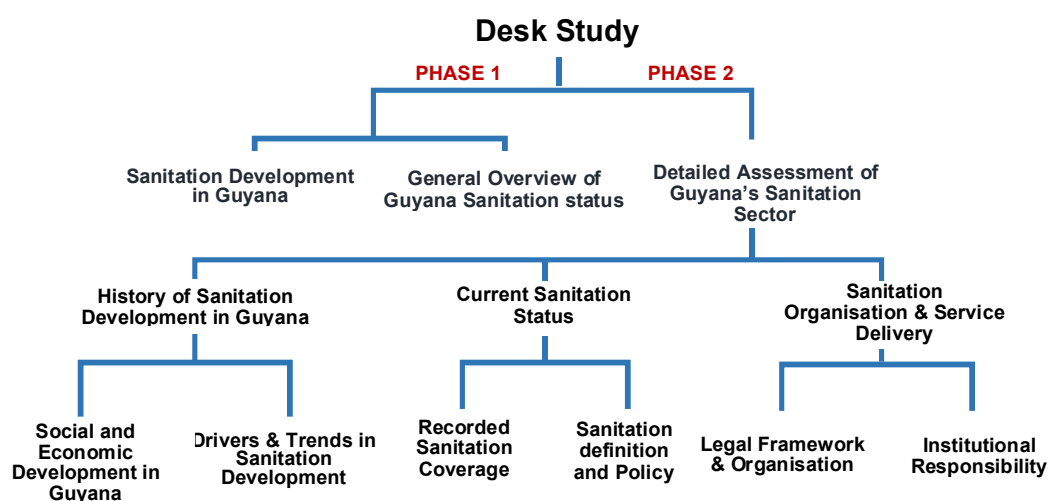 Desk Study
PHASE 1
PHASE 2
Sanitation Development
in Guyana
General Overview of
Guyana Sanitation status
Detailed Assessment of
Guyana's Sanitation
Sector
History of Sanitation
Development in Guyana
Current Sanitation
Status
Sanitation
Organisation & Service
Delivery
Social and
Economic
Development in
Guyana
Drivers & Trends in
Sanitation
Development
Recorded
Sanitation
Coverage
Sanitation
definition
and Policy
Legal Framework
& Organisation
Institutional
Responsibility